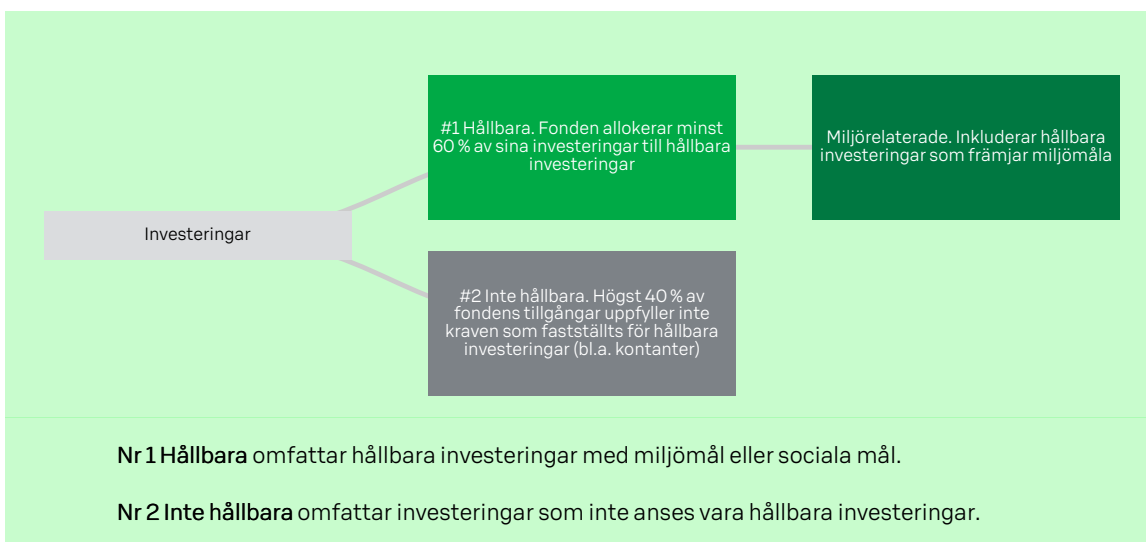 #1 Hållbara. Fonden allokerar minst
60 % av sina investeringar till hållbara
investeringar
Miljörelaterade. Inkluderar hållbara
investeringar som främjar miljömåla
Investeringar
#2 Inte hållbara. Högst 40 % av
fondens tillgångar uppfyller inte
kraven som fastställts för hållbara
investeringar (bl.a. kontanter)
Nr 1 Hållbara omfattar hållbara investeringar med miljömål eller sociala mål.
Nr 2 Inte hållbara omfattar investeringar som inte anses vara hållbara investeringar.